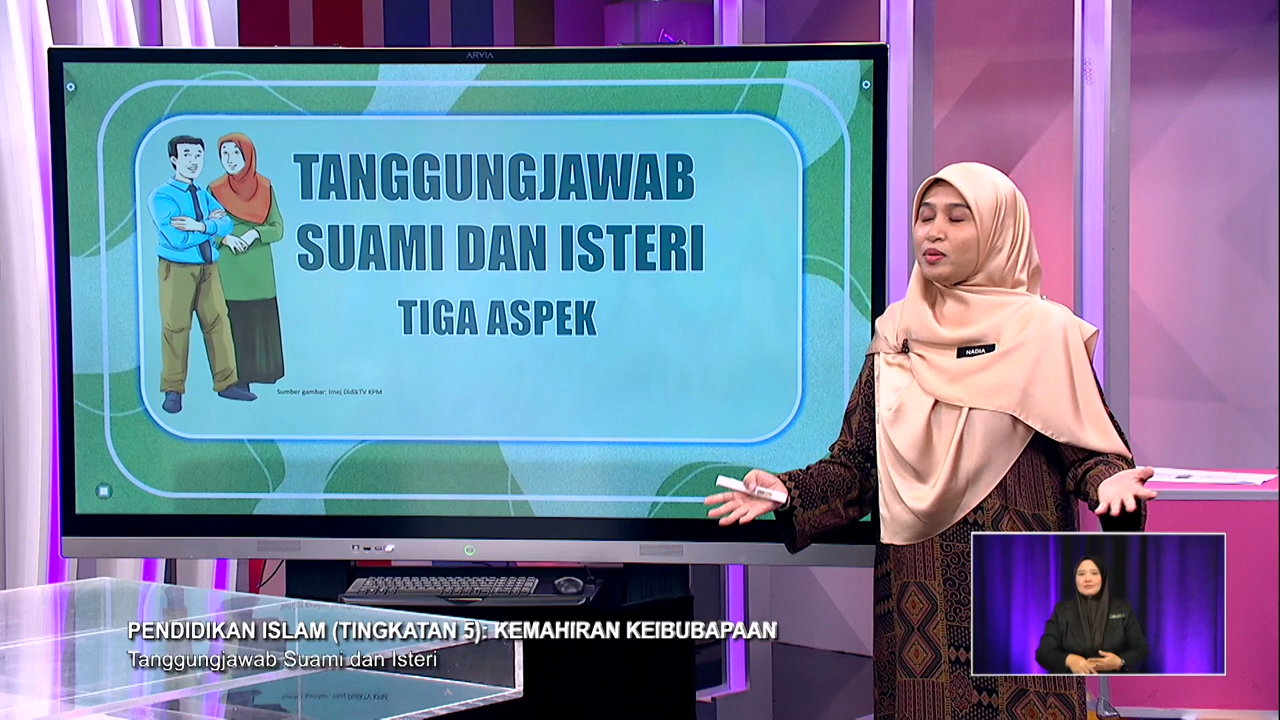 ARVIA
TANGGUNGJAWAB
SUAMI DAN ISTERI
TIGA ASPEK
Sumber gambar: Imej DidikTV KPM
NADIA
PENDIDIKAN ISLAM (TINGKATAN 5): KEMAHIRAN KEIBUBAPAAN
Tanggungjawab Suami dan Isteri